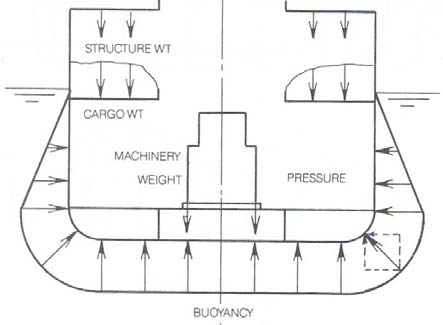 STRUCTURE WT
CARGO WT
MACHINERY
WEIGHT
PRESSURE
BUOYANCY